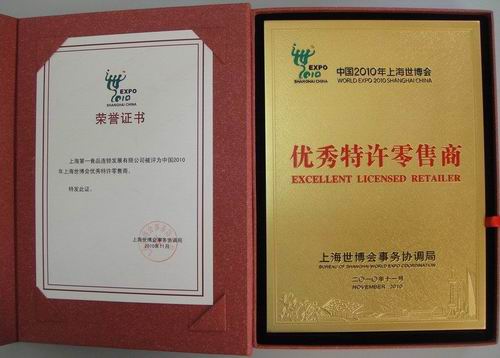 EXPO
2010
SHANGHAI CHINA
荣誉证书
上海第一食品连锁发展有限公司被评为中国2010
年上海世博会优秀特许零售商。
特发此证。
上海世博会事务协调局
2010年11月
EXPO
2010
SHANGHAI CHINA
中国2010年上海世博会
WORLD EXPO 2010 SHANGHAI CHINA
优秀特许零售商
EXCELLENT LICENSED RETAILER
上海世博会事务协调局
BUREAU OF SHANGHAI WORLD EXPO COORDINATION
二〇一〇年十一月
NOVEMBER 2010